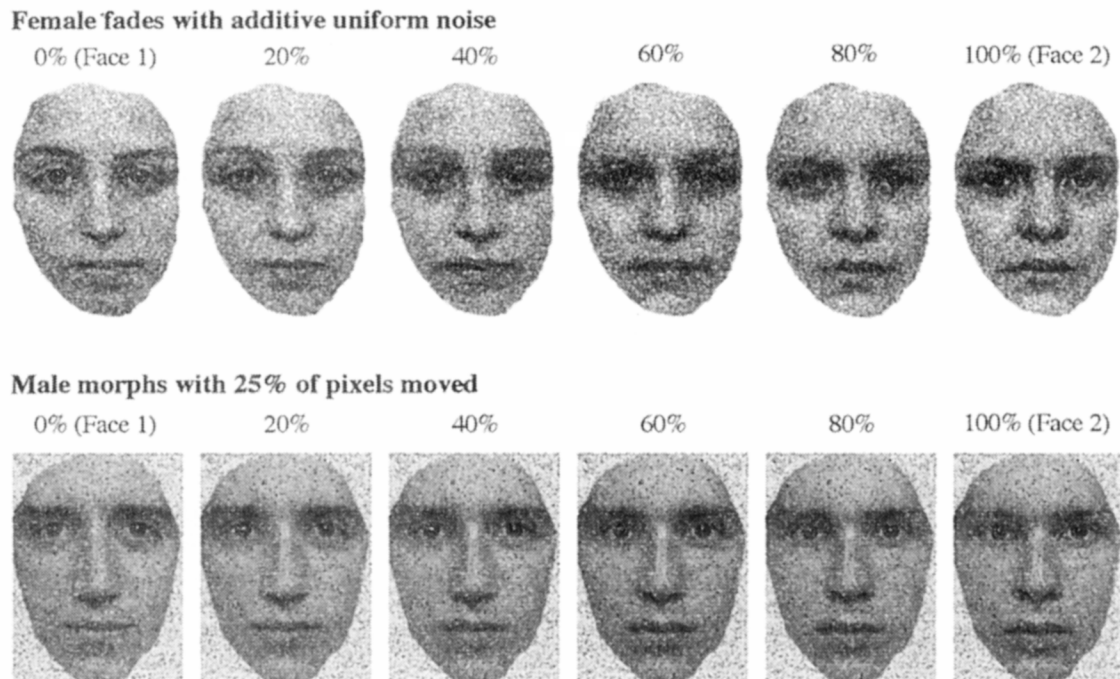 Female fades with additive uniform noise
0% (Face 1) 20% 40% 60% 80% 100% (Face 2)
Male morphs with 25% of pixels moved
0% (Face 1) 20% 40% 60% 80% 100% (Face 2)